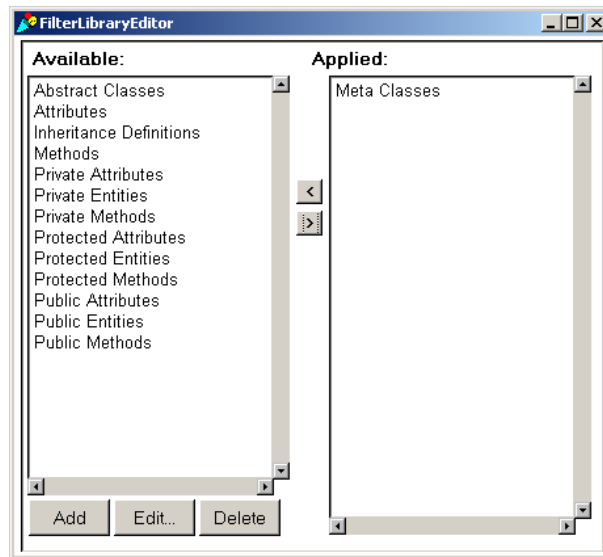 FilterLibraryEditor
Available:
Abstract Classes
Attributes
Inheritance Definitions
Methods
Private Attributes
Private Entities
Private Methods
Protected Attributes
Protected Entities
Protected Methods
Public Attributes
Public Entities
Public Methods
Add
Edit...
Delete
<
>
Applied:
Meta Classes